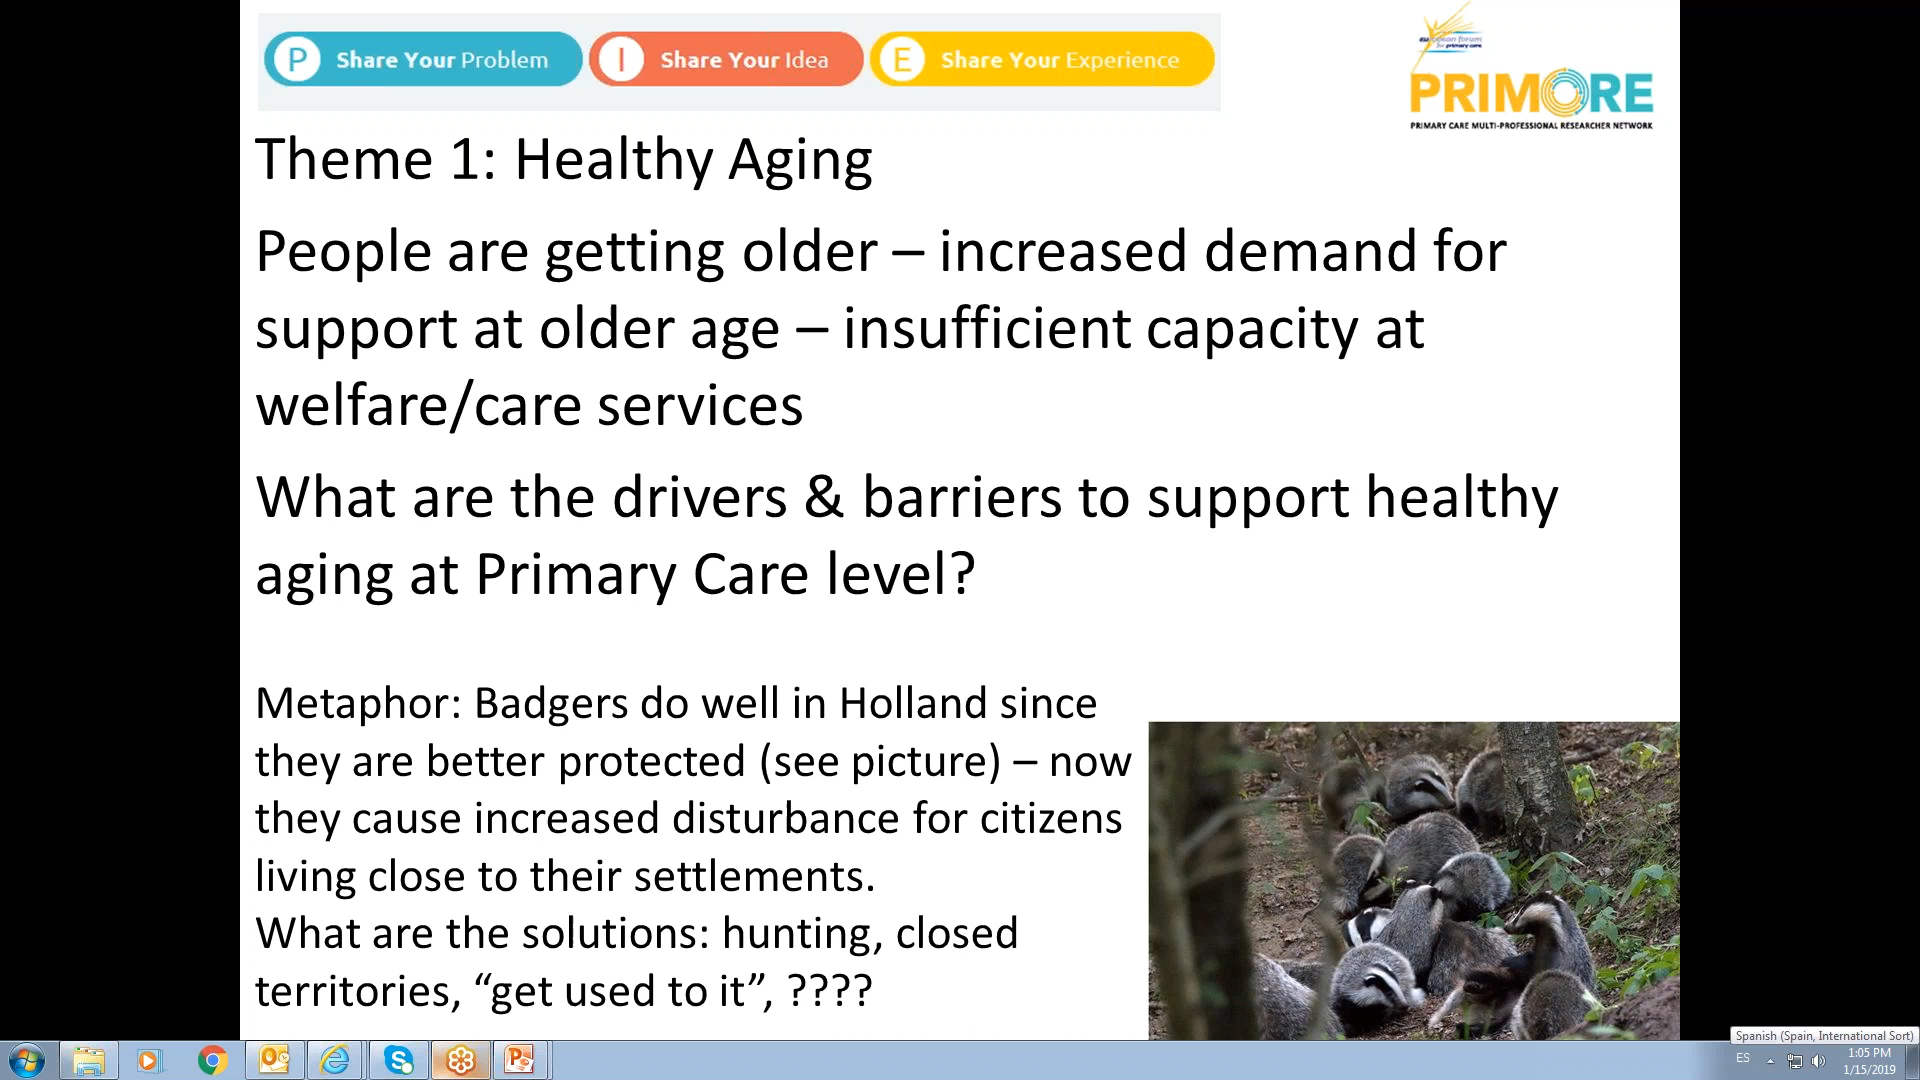 P Share Your Problem I Share Your Idea E Share Your Experience
european forum
for primary care
PRIMORE
PRIMARY CARE MULTI-PROFESSIONAL RESEARCHER NETWORK
Theme 1: Healthy Aging
People are getting older – increased demand for
support at older age – insufficient capacity at
welfare/care services
What are the drivers & barriers to support healthy
aging at Primary Care level?
Metaphor: Badgers do well in Holland since
they are better protected (see picture) – now
they cause increased disturbance for citizens
living close to their settlements.
What are the solutions: hunting, closed
territories, “get used to it”, ????
Spanish (Spain, International Sort)
ES
1:05 PM
1/15/2019